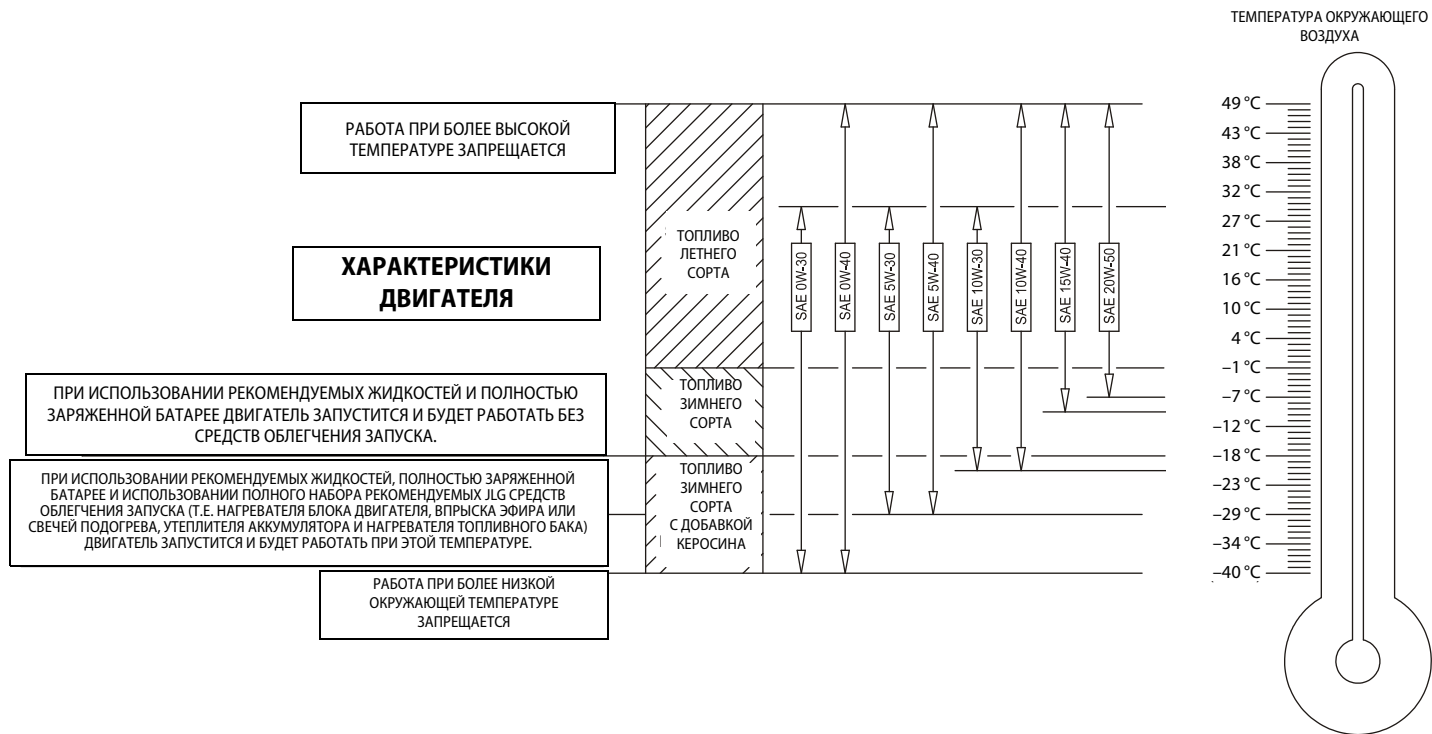 ТЕМПЕРАТУРА ОКРУЖАЮЩЕГО
ВОЗДУХА
РАБОТА ПРИ БОЛЕЕ ВЫСОКОЙ
ТЕМПЕРАТУРЕ ЗАПРЕЩАЕТСЯ
ХАРАКТЕРИСТИКИ
ДВИГАТЕЛЯ
ПРИ ИСПОЛЬЗОВАНИИ РЕКОМЕНДУЕМЫХ ЖИДКОСТЕЙ И ПОЛНОСТЬЮ
ЗАРЯЖЕННОЙ БАТАРЕЕ ДВИГАТЕЛЬ ЗАПУСТИТСЯ И БУДЕТ РАБОТАТЬ БЕЗ
СРЕДСТВ ОБЛЕГЧЕНИЯ ЗАПУСКА.
ПРИ ИСПОЛЬЗОВАНИИ РЕКОМЕНДУЕМЫХ ЖИДКОСТЕЙ, ПОЛНОСТЬЮ ЗАРЯЖЕННОЙ
БАТАРЕЕ И ИСПОЛЬЗОВАНИИ ПОЛНОГО НАБОРА РЕКОМЕНДУЕМЫХ JLG СРЕДСТВ
ОБЛЕГЧЕНИЯ ЗАПУСКА (Т.Е. НАГРЕВАТЕЛЯ БЛОКА ДВИГАТЕЛЯ, ВПРЫСКА ЭФИРА ИЛИ
СВЕЧЕЙ ПОДОГРЕВА, УТЕПЛИТЕЛЯ АККУМУЛЯТОРА И НАГРЕВАТЕЛЯ ТОПЛИВНОГО БАКА)
ДВИГАТЕЛЬ ЗАПУСТИТСЯ И БУДЕТ РАБОТАТЬ ПРИ ЭТОЙ ТЕМПЕРАТУРЕ.
РАБОТА ПРИ БОЛЕЕ НИЗКОЙ
ОКРУЖАЮЩЕЙ ТЕМПЕРАТУРЕ
ЗАПРЕЩАЕТСЯ
ТОПЛИВО
ЛЕТНЕГО
СОРТА
ТОПЛИВО
ЗИМНЕГО
СОРТА
ТОПЛИВО
ЗИМНЕГО
СОРТА
С ДОБАВКОЙ
КЕРОСИНА
SAE 0W-30
SAE 0W-40
SAE 5W-30
SAE 5W-40
SAE 10W-30
SAE 10W-40
SAE 15W-40
SAE 20W-50
49 °C
43 °C
38 °C
32 °C
27 °C
21 °C
16 °C
10 °C
4 °C
–1 °C
–7 °C
–12 °C
–18 °C
–23 °C
–29 °C
–34 °C
–40 °C